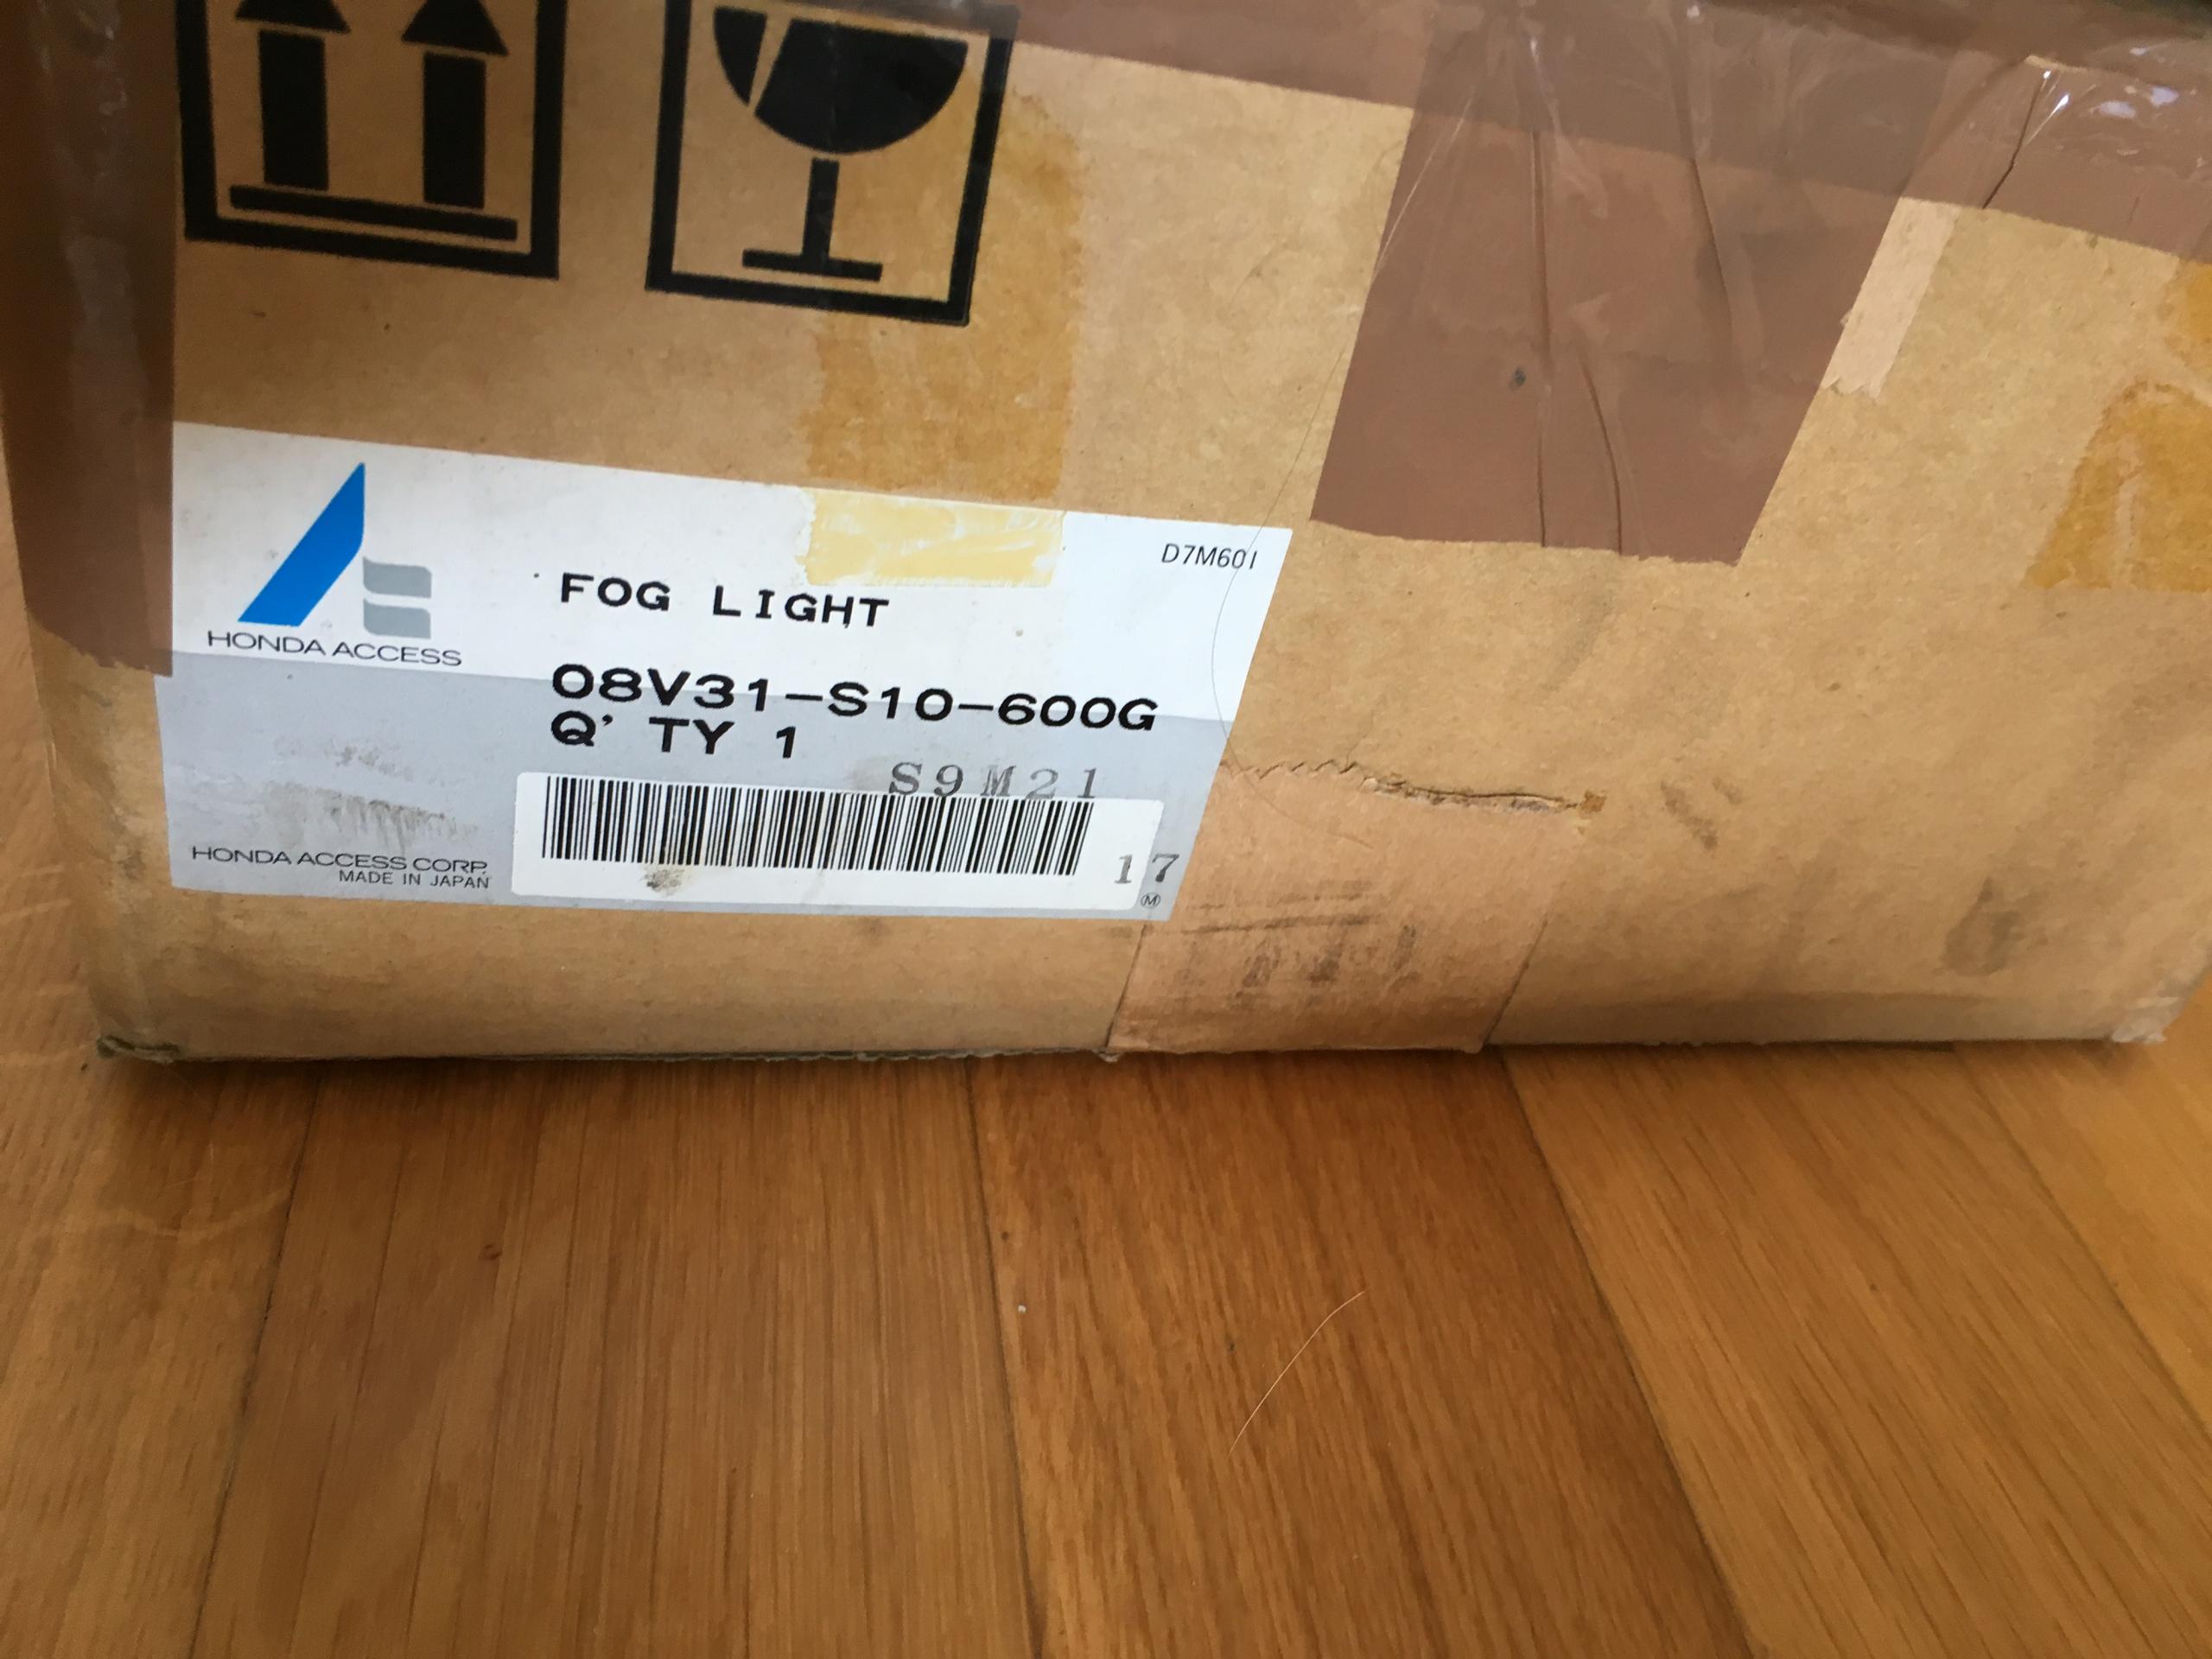 D7M601
FOG LIGHT
HONDA ACCESS
08V31-S10-600G
Q' TY 1
S9M21
17
HONDA ACCESS CORP.
MADE IN JAPAN
M